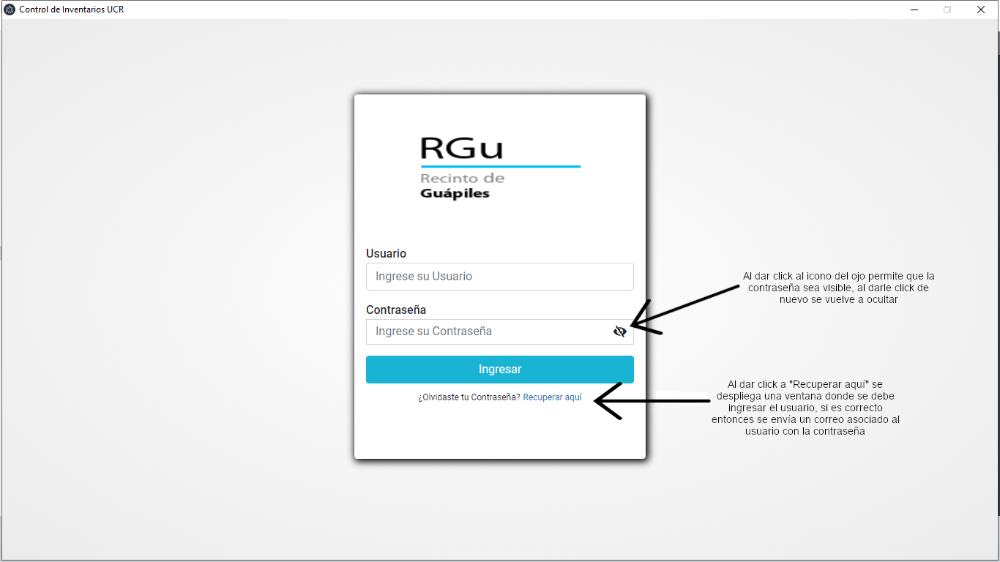 Control de Inventarios UCR
RGu
Recinto de
Guápiles
Usuario
Ingrese su Usuario
Contraseña
Ingrese su Contraseña
Ingresar
¿Olvidaste tu Contraseña? Recuperar aquí
Al dar click al icono del ojo permite que la
contraseña sea visible, al darle click de
nuevo se vuelve a ocultar
Al dar click a "Recuperar aquí" se
despliega una ventana donde se debe
ingresar el usuario, si es correcto
entonces se envía un correo asociado al
usuario con la contraseña